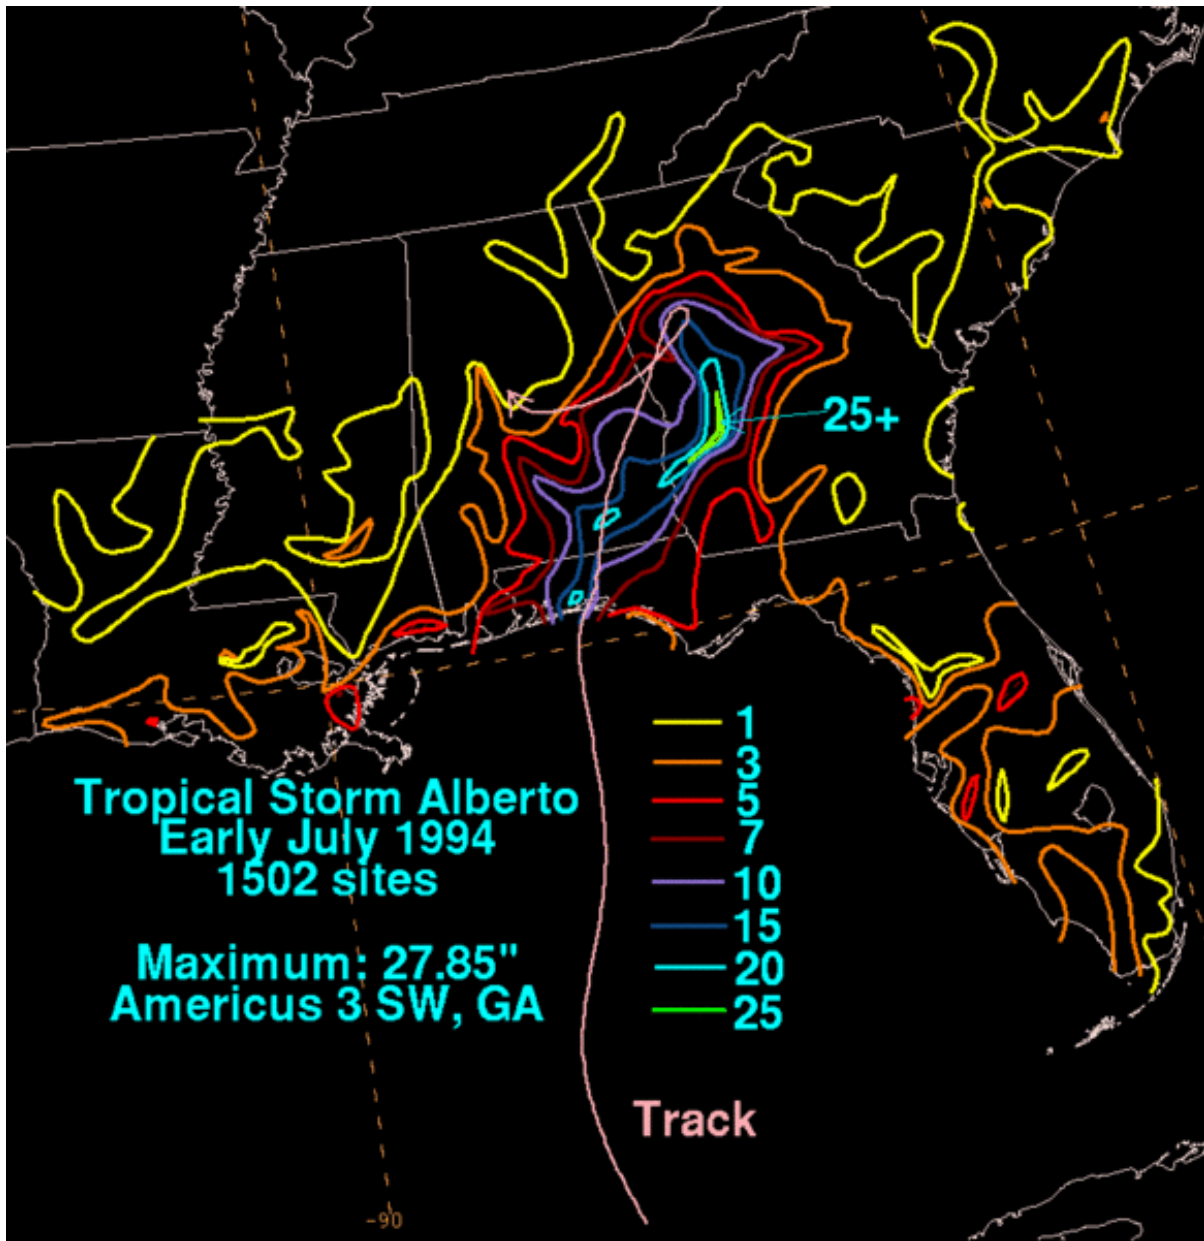 25+
1
3
5
7
10
15
20
25
Tropical Storm Alberto
Early July 1994
1502 sites
Maximum: 27.85"
Americus 3 SW, GA
Track
-90